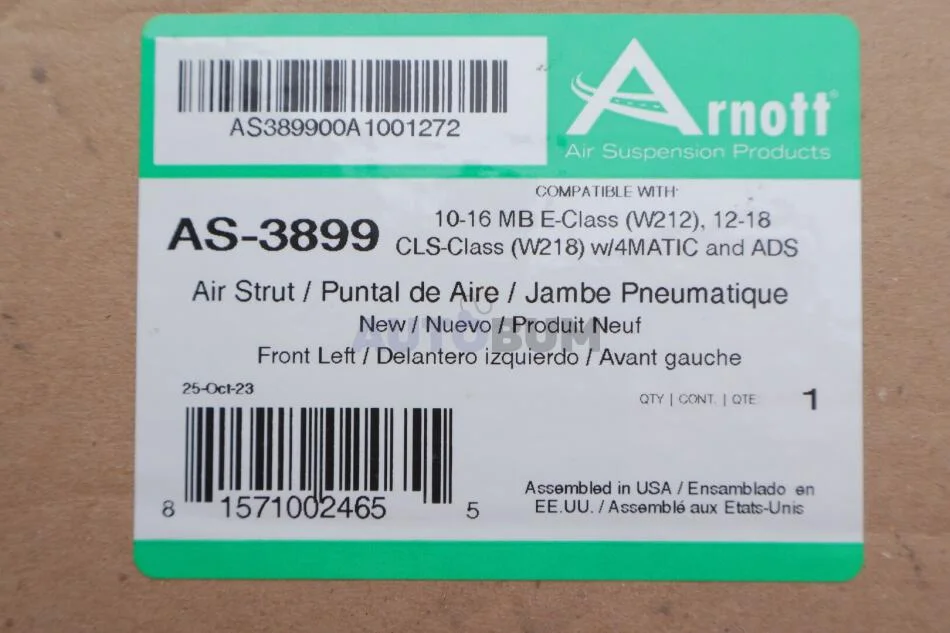 AS389900A1001272
Arnott®
Air Suspension Products
COMPATIBLE WITH:
AS-3899
10-16 MB E-Class (W212), 12-18
CLS-Class (W218) w/4MATIC and ADS
Air Strut / Puntal de Aire / Jambe Pneumatique
New / Nuevo / Produit Neuf
AUTOBUM
Front Left / Delantero izquierdo / Avant gauche
25-Oct-23
QTY | CONT. | QTE 1
8 1571002465 5
Assembled in USA / Ensamblado en
EE.UU. / Assemblé aux Etats-Unis